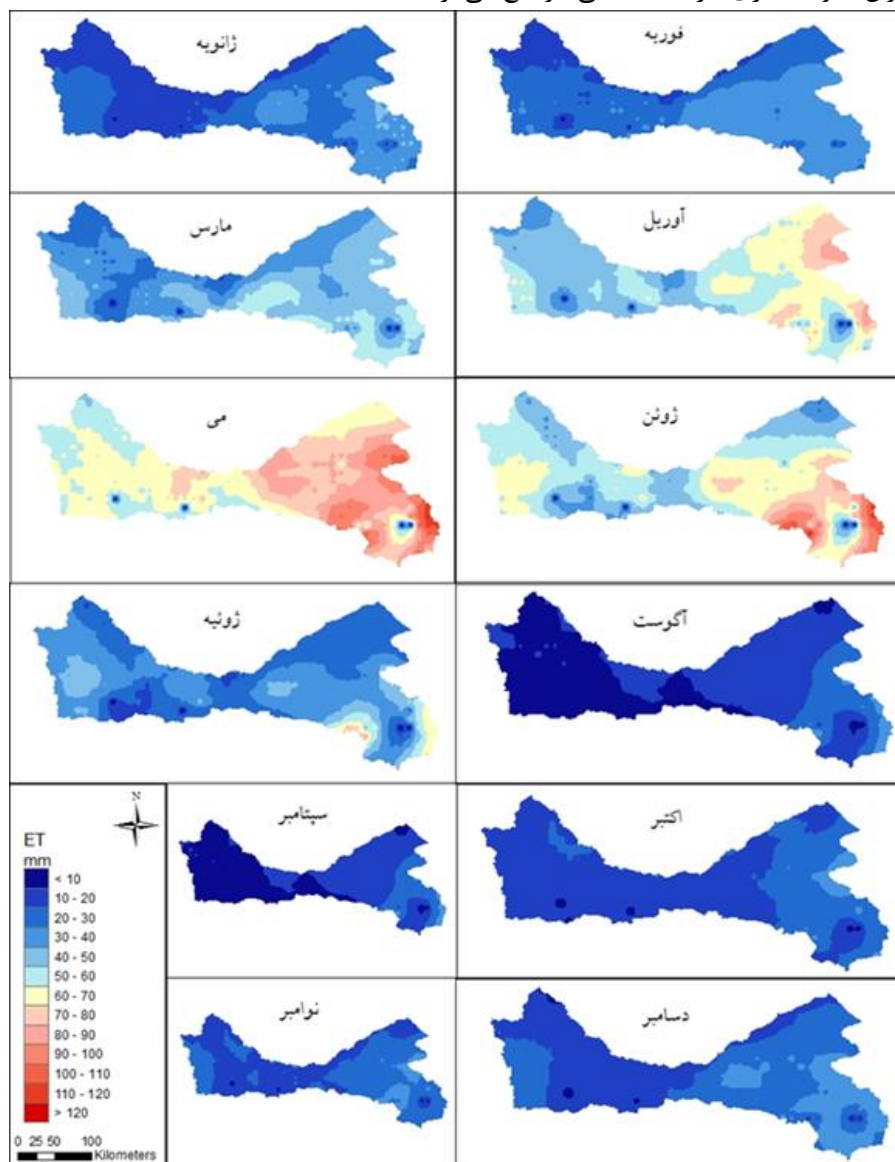 ژانویه
فوریه
مارس
آوریل
می
ژوئن
ژوئیه
آگوست
سپتامبر
اکتبر
نوامبر
دسامبر
N
ET
mm
< 10
10 - 20
20 - 30
30 - 40
40 - 50
50 - 60
60 - 70
70 - 80
80 - 90
90 - 100
100 - 110
110 - 120
> 120
0 25 50 100
Kilometers